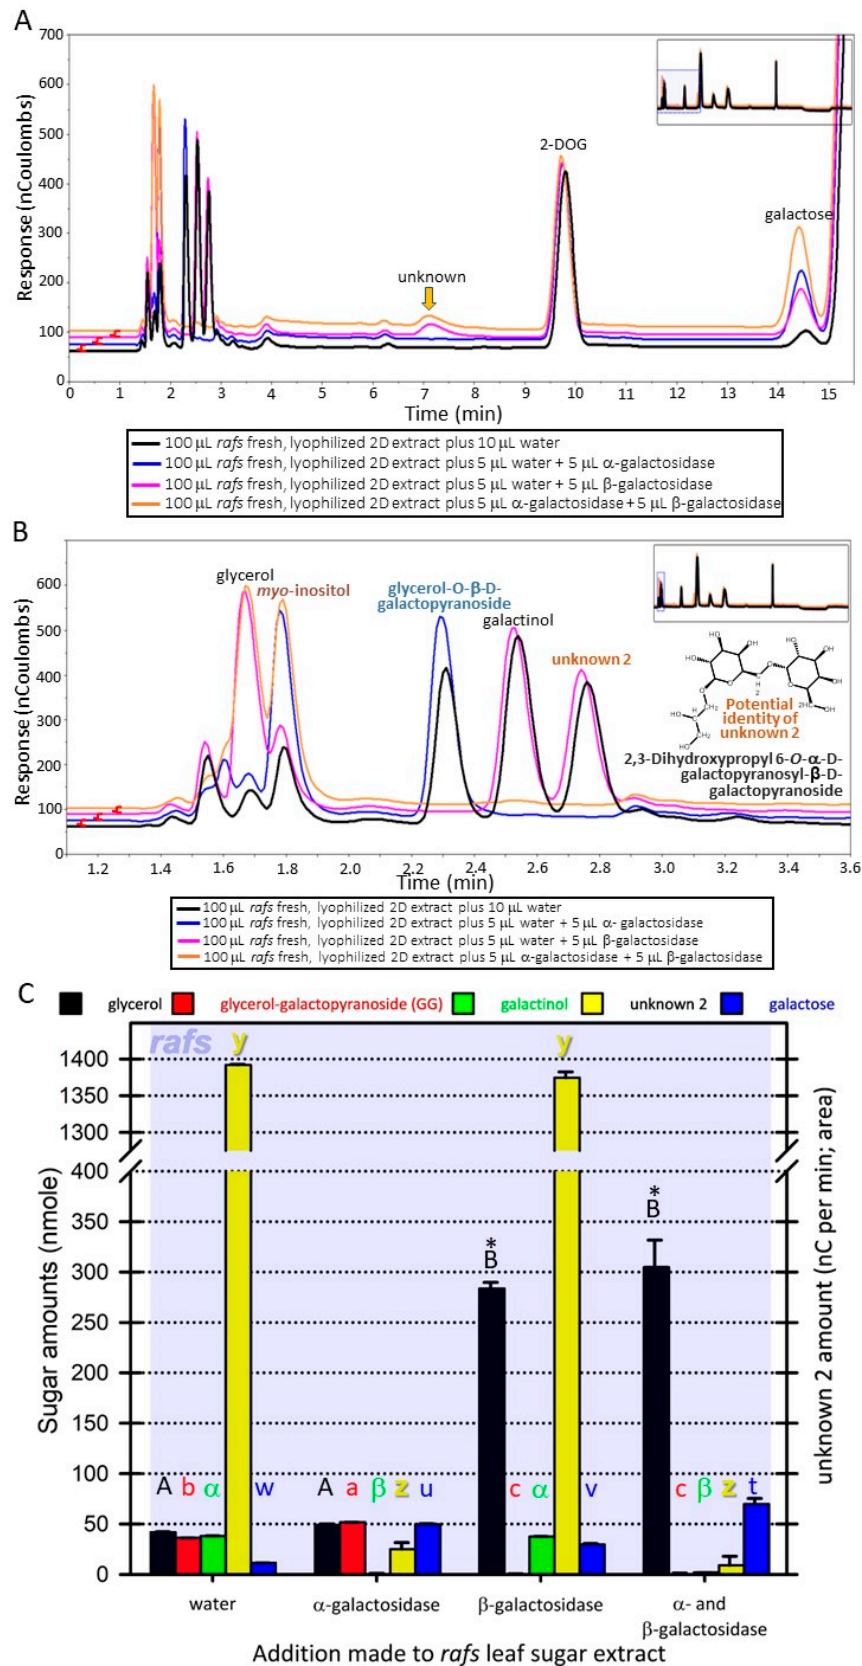 A
700
600
500
400
300
200
100
0
Response (nCoulombs)
unknown
2-DOG
galactose
0 1 2 3 4 5 6 7 8 9 10 11 12 13 14 15
Time (min)
100 μL rafs fresh, lyophilized 2D extract plus 10 μL water
100 μL rafs fresh, lyophilized 2D extract plus 5 μL water + 5 μL α-galactosidase
100 μL rafs fresh, lyophilized 2D extract plus 5 μL water + 5 μL β-galactosidase
100 μL rafs fresh, lyophilized 2D extract plus 5 μL α-galactosidase + 5 μL β-galactosidase
B
600
500
400
300
200
100
0
Response (nCoulombs)
glycerol
myo-inositol
glycerol-O-β-D-
galactopyranoside
galactinol
unknown 2
Potential
identity of
unknown 2
2,3-Dihydroxypropyl 6-O-α-D-
galactopyranosyl-β-D-
galactopyranoside
1.2 1.4 1.6 1.8 2.0 2.2 2.4 2.6 2.8 3.0 3.2 3.4 3.6
Time (min)
100 μL rafs fresh, lyophilized 2D extract plus 10 μL water
100 μL rafs fresh, lyophilized 2D extract plus 5 μL water + 5 μL α- galactosidase
100 μL rafs fresh, lyophilized 2D extract plus 5 μL water + 5 μL β-galactosidase
100 μL rafs fresh, lyophilized 2D extract plus 5 μL α-galactosidase + 5 μL β-galactosidase
C
glycerol glycerol-galactopyranoside (GG) galactinol unknown 2 galactose
rafs
y y
1400
1350
1300
400
350
300
250
200
150
100
50
0
Sugar amounts (nmole)
unknown 2 amount (nC per min; area)
* *
B B
A b α w A a β z u c α v c β z t
water α-galactosidase β-galactosidase α- and
β-galactosidase
Addition made to rafs leaf sugar extract